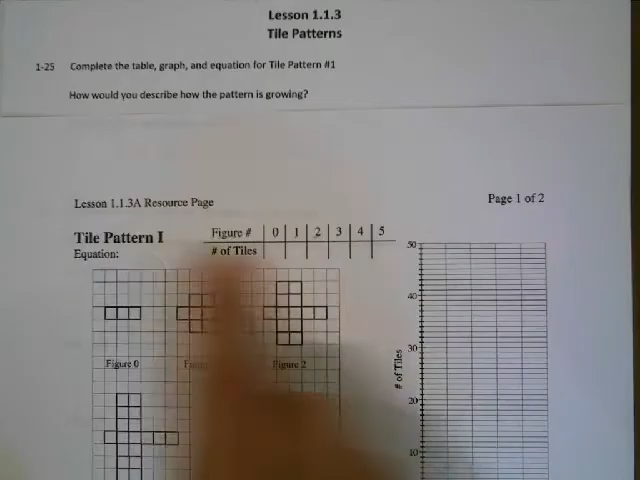 Lesson 1.1.3
Tile Patterns
1-25 Complete the table, graph, and equation for Tile Pattern #1
How would you describe how the pattern is growing?
Lesson 1.1.3A Resource Page
Page 1 of 2
Tile Pattern I
Equation:
Figure # 0 1 2 3 4 5
# of Tiles
50
40
30
20
10
# of Tiles
Figure 0
Figure 2